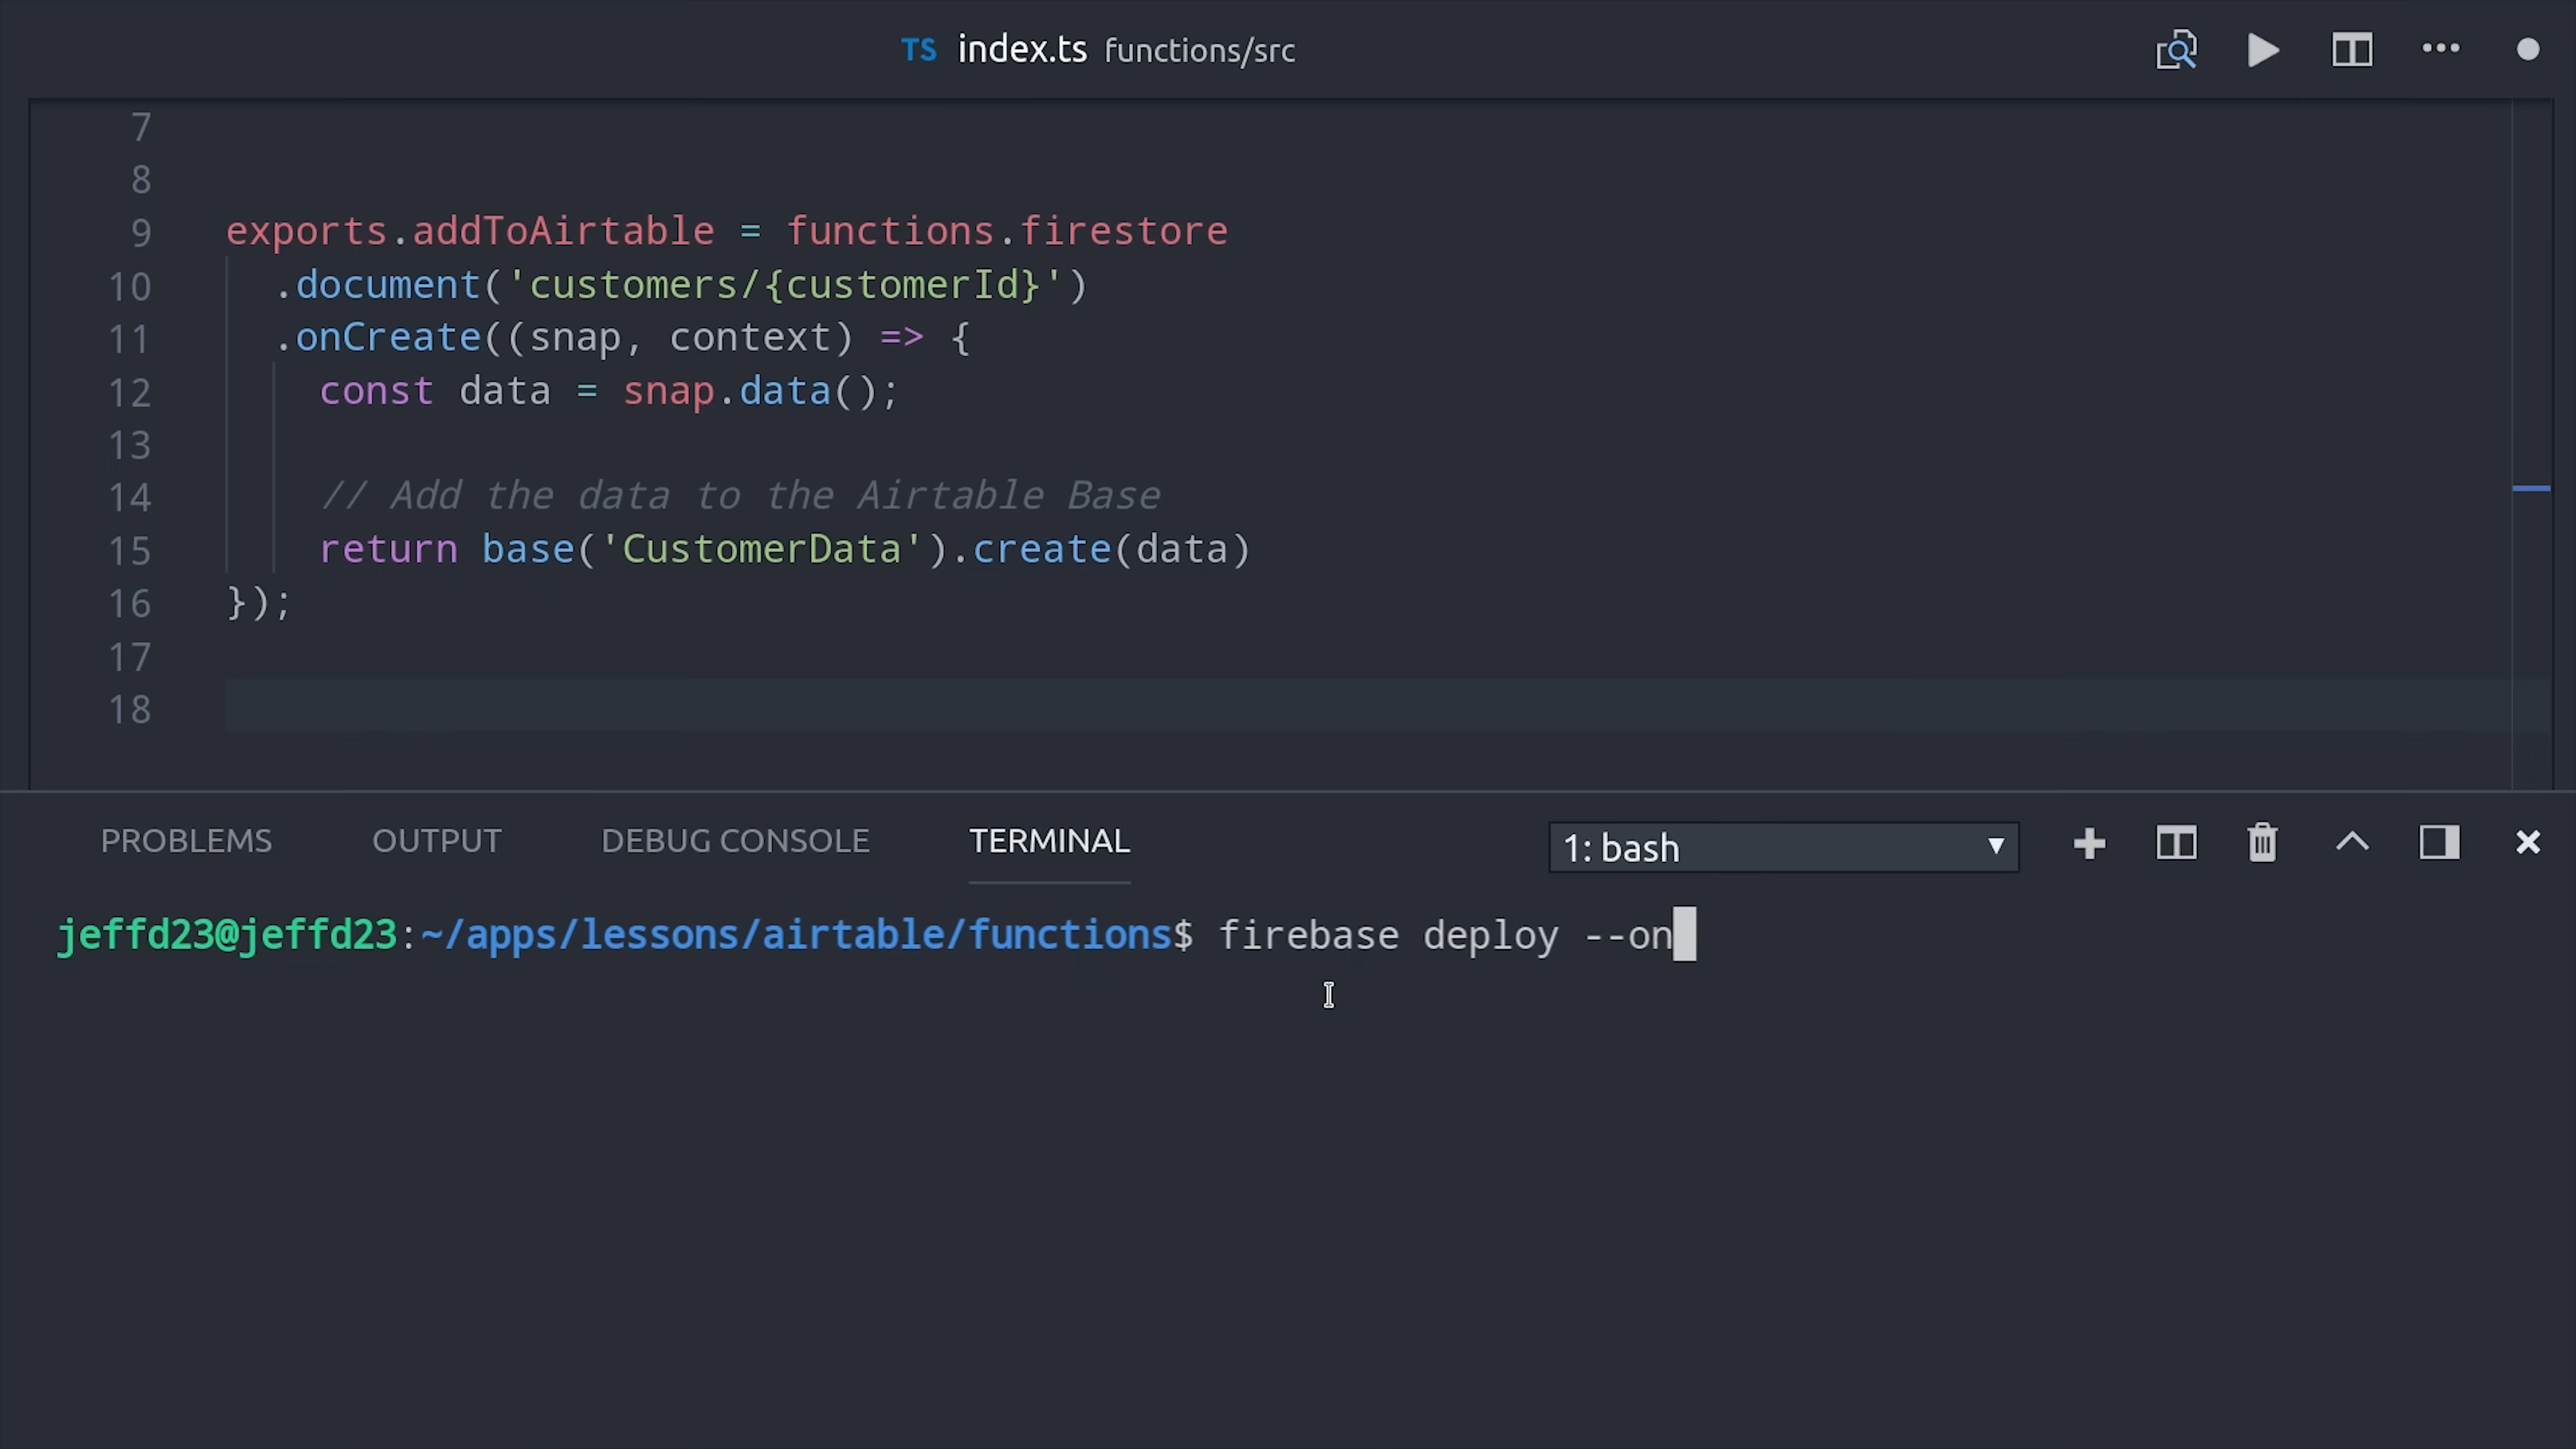 TS index.ts functions/src
7
8
9 exports.addToAirtable = functions.firestore
10 .document('customers/{customerId}')
11 .onCreate((snap, context) => {
12 const data = snap.data();
13
14 // Add the data to the Airtable Base
15 return base('CustomerData').create(data)
16 });
17
18
PROBLEMS OUTPUT DEBUG CONSOLE TERMINAL 1: bash
jeffd23@jeffd23:~/apps/lessons/airtable/functions$ firebase deploy --on